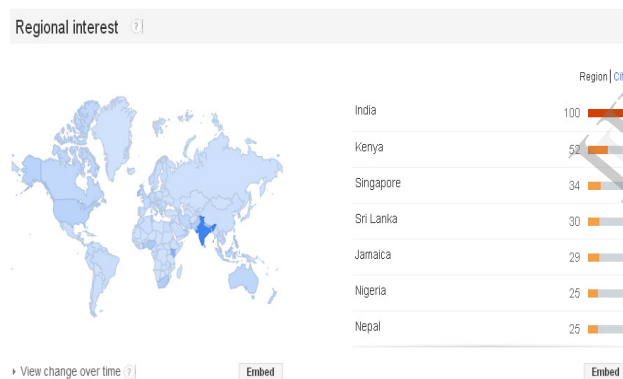 Regional interest ?
Region | Cit
India 100
Kenya 52
Singapore 34
Sri Lanka 30
Jamaica 29
Nigeria 25
Nepal 25
View change over time ?
Embed
Embed